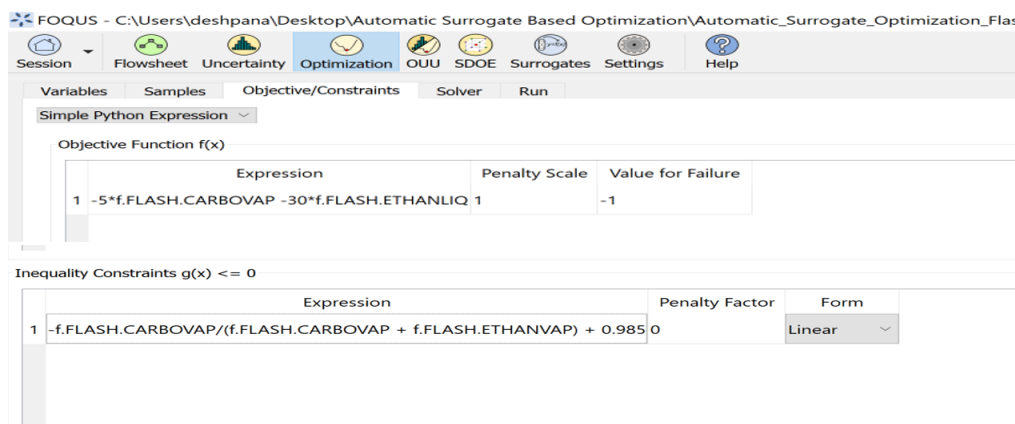 FOQUS - C:\Users\deshpana\Desktop\Automatic Surrogate Based Optimization\Automatic_Surrogate_Optimization_Flas
Session Flowsheet Uncertainty Optimization OUU SDOE Surrogates Settings Help
Variables Samples Objective/Constraints Solver Run
Simple Python Expression
Objective Function f(x)
Expression Penalty Scale Value for Failure
1 -5*f.FLASH.CARBOVAP -30*f.FLASH.ETHANLIQ 1 -1
Inequality Constraints g(x) <= 0
Expression Penalty Factor Form
1 -f.FLASH.CARBOVAP/(f.FLASH.CARBOVAP + f.FLASH.ETHANVAP) + 0.985 0 Linear